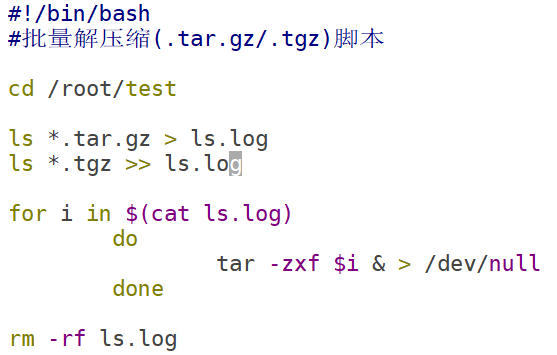 #!/bin/bash
#批量解压缩(.tar.gz/.tgz)脚本
cd /root/test
ls *.tar.gz > ls.log
ls *.tgz >> ls.log
for i in $(cat ls.log)
do
tar -zxf $i & > /dev/null
done
rm -rf ls.log